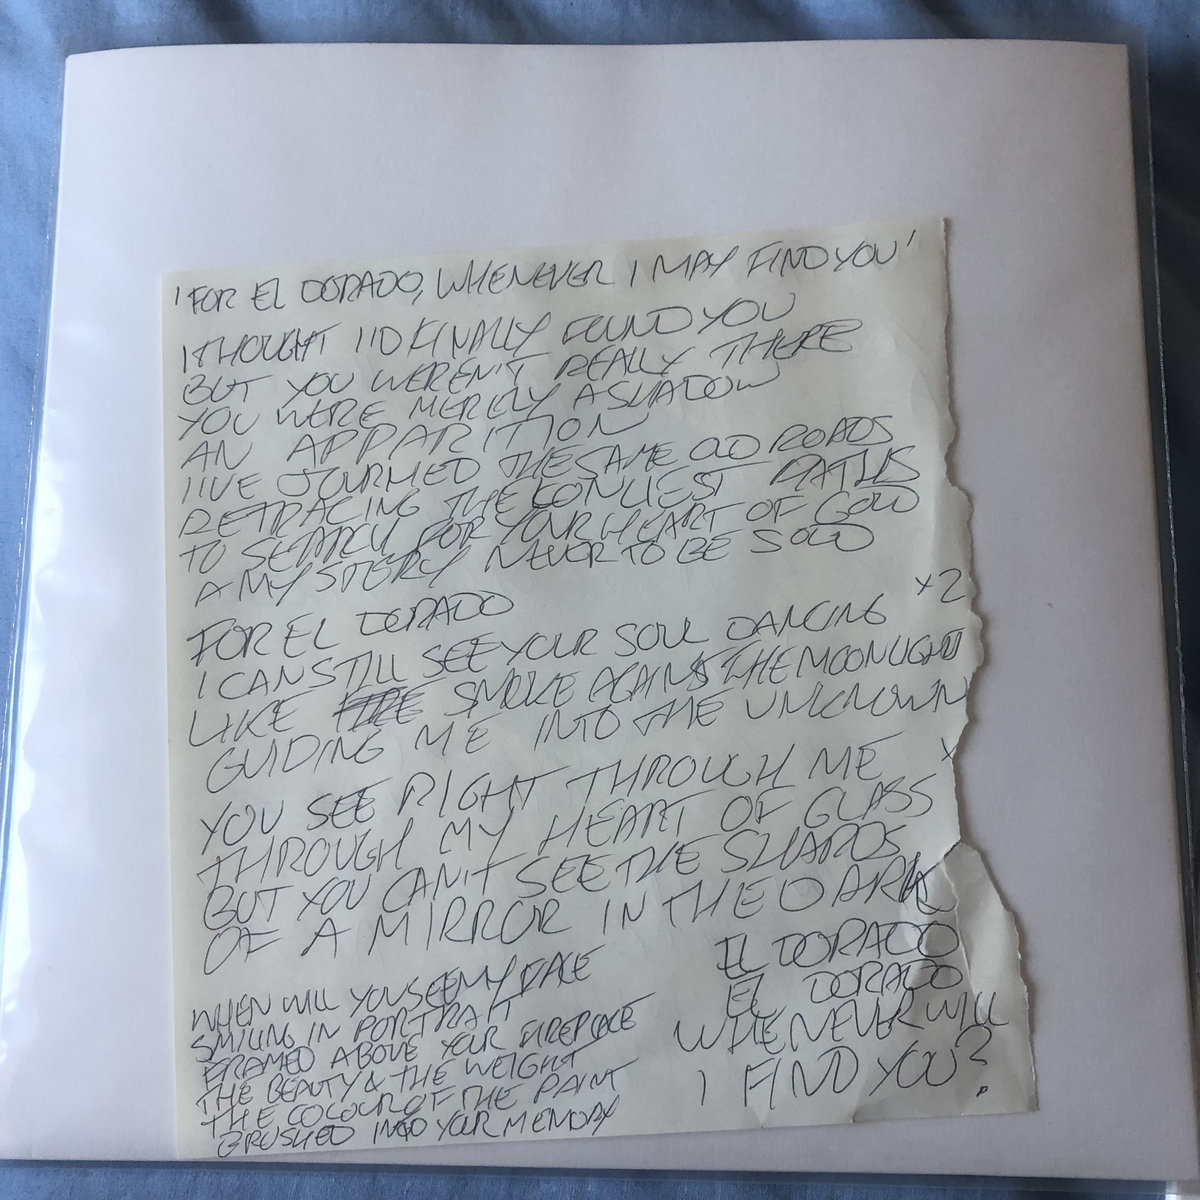 'FOR EL DORADO, WHENEVER I MAY FIND YOU'
I THOUGHT I'D FINALLY FOUND YOU
BUT YOU WEREN'T REALLY THERE
YOU WERE MERELY A SHADOW
AN APPARITION
I'VE JOURNED THE SAME OLD ROADS
RETRACING THE LONLIEST PATHS
TO SEARCH FOR YOUR HEART OF GOLD
A MYSTERY NEVER TO BE SOLD
FOR EL DORADO
I CAN STILL SEE YOUR SOUL DANCING x2
LIKE SMOKE AGAINST THE MOONLIGHT
GUIDING ME INTO THE UNKNOWN
YOU SEE RIGHT THROUGH ME
THROUGH MY HEART OF GLASS
BUT YOU CAN'T SEE THE SHARDS
OF A MIRROR IN THE DARK
WHEN WILL YOU SEE MY FACE
SMILING IN PORTRAIT
FRAMED ABOVE YOUR FIREPLACE
THE BEAUTY & THE WEIGHT
THE COLOUR OF THE PAINT
BRUSHED INTO YOUR MEMORY
EL DORADO
EL DORADO
WHENEVER WILL
I FIND YOU?